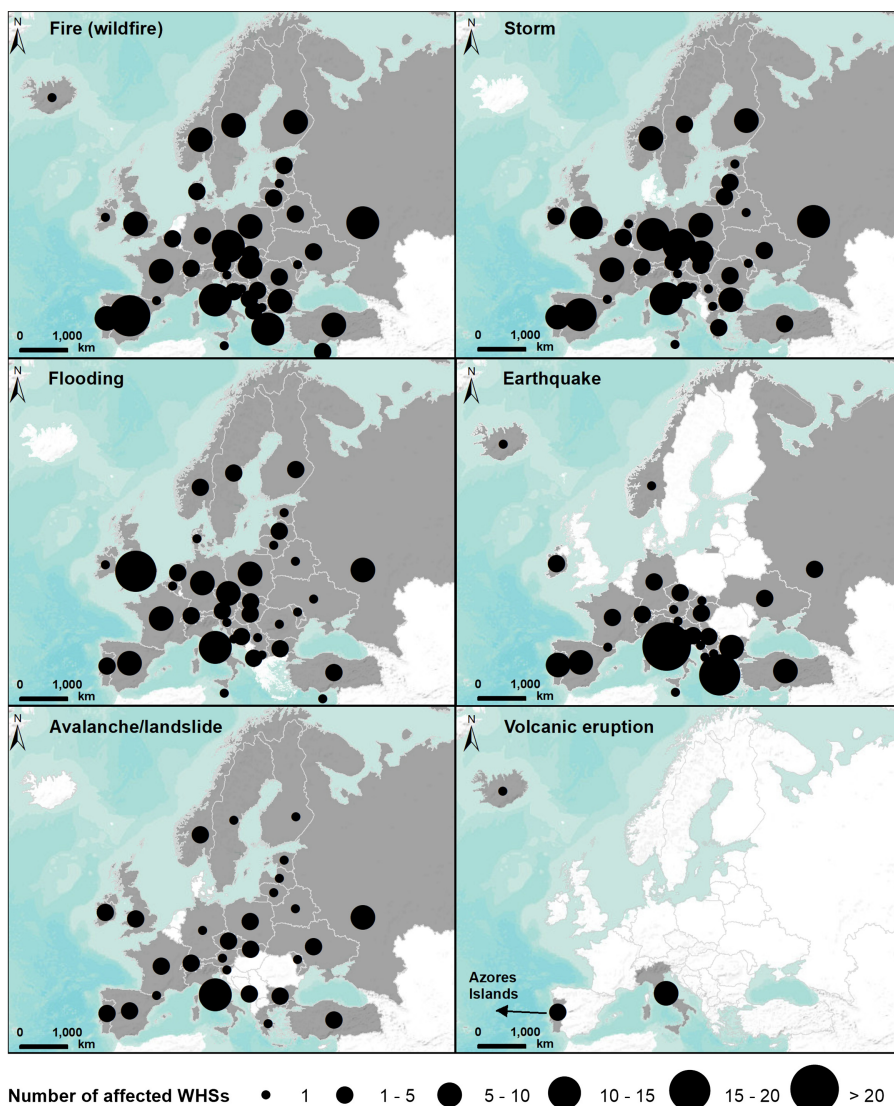 N
Fire (wildfire)
0 1,000
km
N
Storm
0 1,000
km
N
Flooding
0 1,000
km
N
Earthquake
0 1,000
km
N
Avalanche/landslide
0 1,000
km
N
Volcanic eruption
Azores
Islands
0 1,000
km
Number of affected WHSs 1 1 - 5 5 - 10 10 - 15 15 - 20 > 20